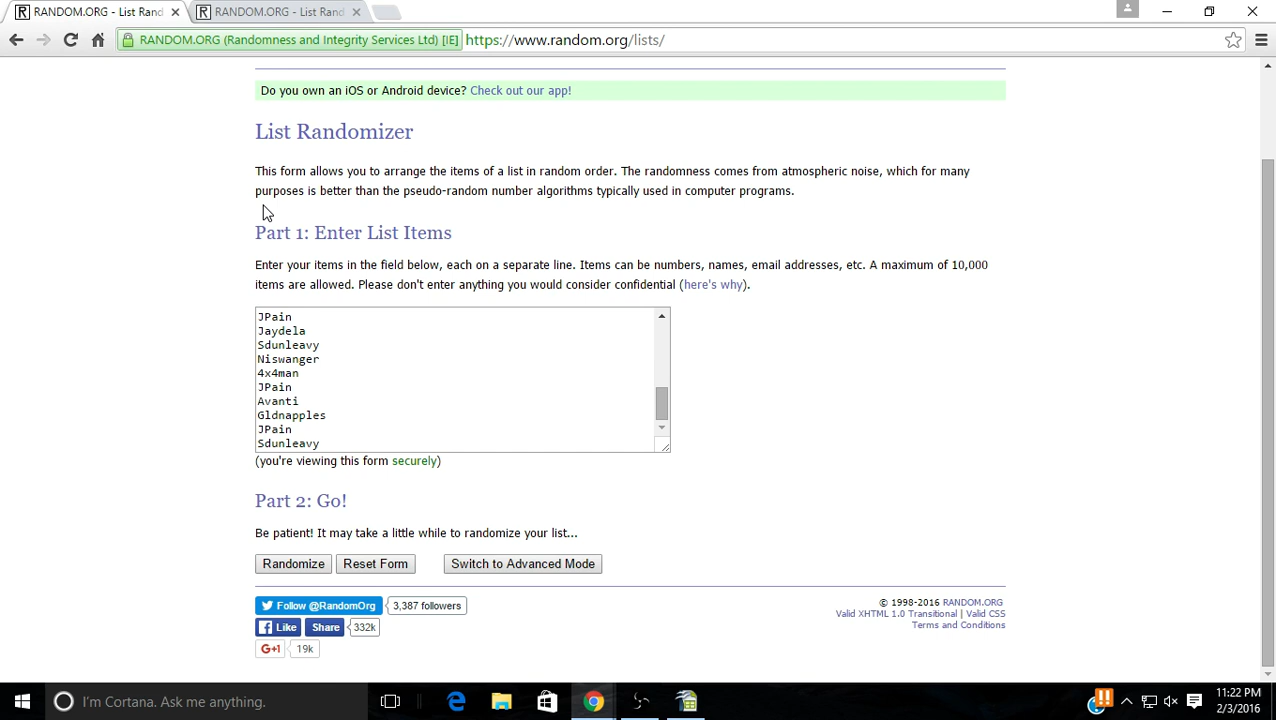 RANDOM.ORG - List Rand
RANDOM.ORG - List Rand
RANDOM.ORG (Randomness and Integrity Services Ltd) [IE]
https://www.random.org/lists/
Do you own an iOS or Android device? Check out our app!
List Randomizer
This form allows you to arrange the items of a list in random order. The randomness comes from atmospheric noise, which for many
purposes is better than the pseudo-random number algorithms typically used in computer programs.
Part 1: Enter List Items
Enter your items in the field below, each on a separate line. Items can be numbers, names, email addresses, etc. A maximum of 10,000
items are allowed. Please don't enter anything you would consider confidential (here's why).
JPain
Jaydela
Sdunleavy
Niswanger
4x4man
JPain
Avanti
Gldnapples
JPain
Sdunleavy
(you're viewing this form securely)
Part 2: Go!
Be patient! It may take a little while to randomize your list...
Randomize
Reset Form
Switch to Advanced Mode
Follow @RandomOrg
3,387 followers
Like
Share
332k
G+1
19k
© 1998-2016 RANDOM.ORG
Valid XHTML 1.0 Transitional | Valid CSS
Terms and Conditions
I'm Cortana. Ask me anything.
11:22 PM
2/3/2016